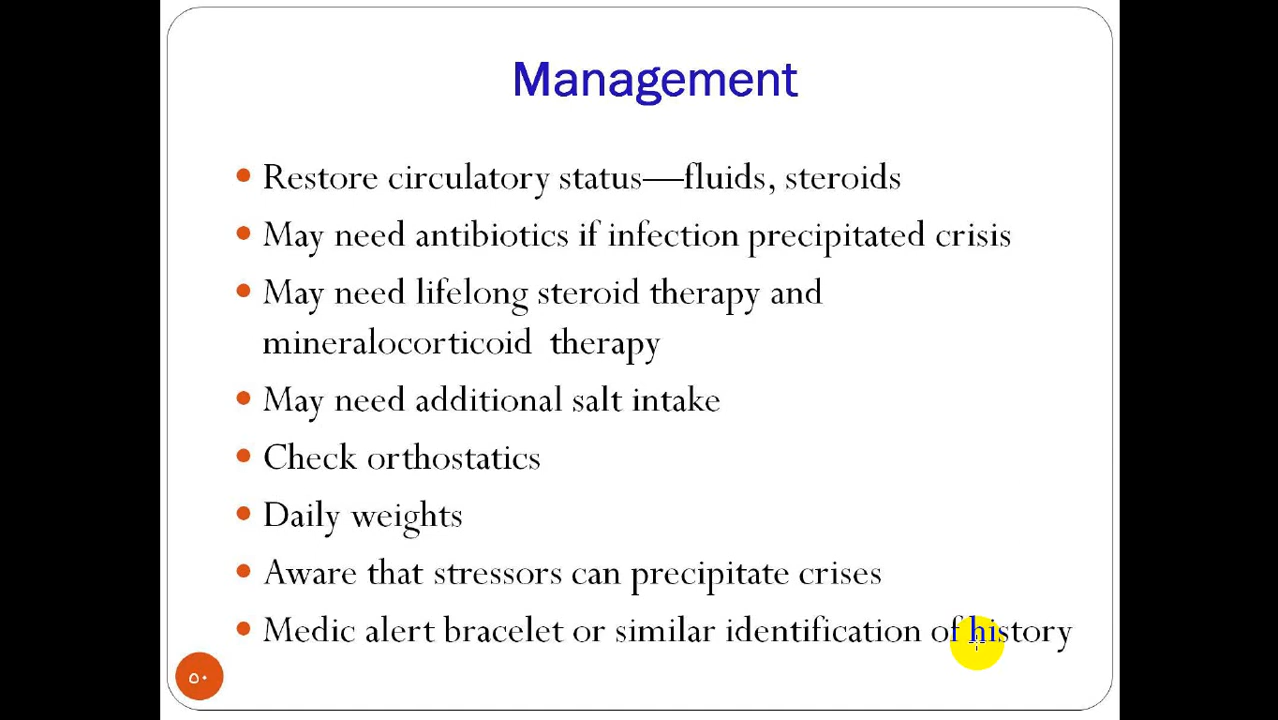 Management
• Restore circulatory status—fluids, steroids
• May need antibiotics if infection precipitated crisis
• May need lifelong steroid therapy and
mineralocorticoid therapy
• May need additional salt intake
• Check orthostatics
• Daily weights
• Aware that stressors can precipitate crises
• Medic alert bracelet or similar identification of history
٥٠